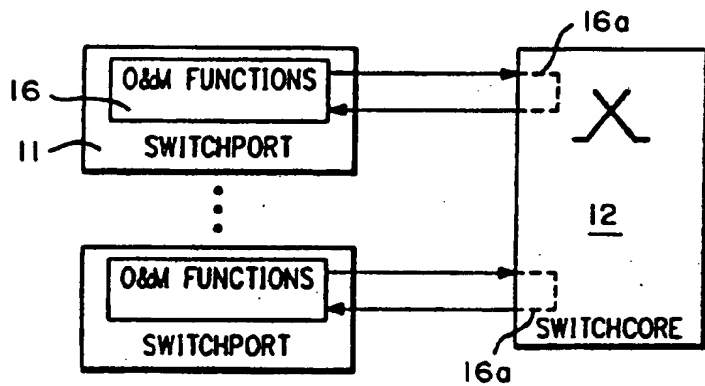 16a
16
O&M FUNCTIONS
11
SWITCHPORT
12
O&M FUNCTIONS
SWITCHPORT
SWITCHCORE
16a